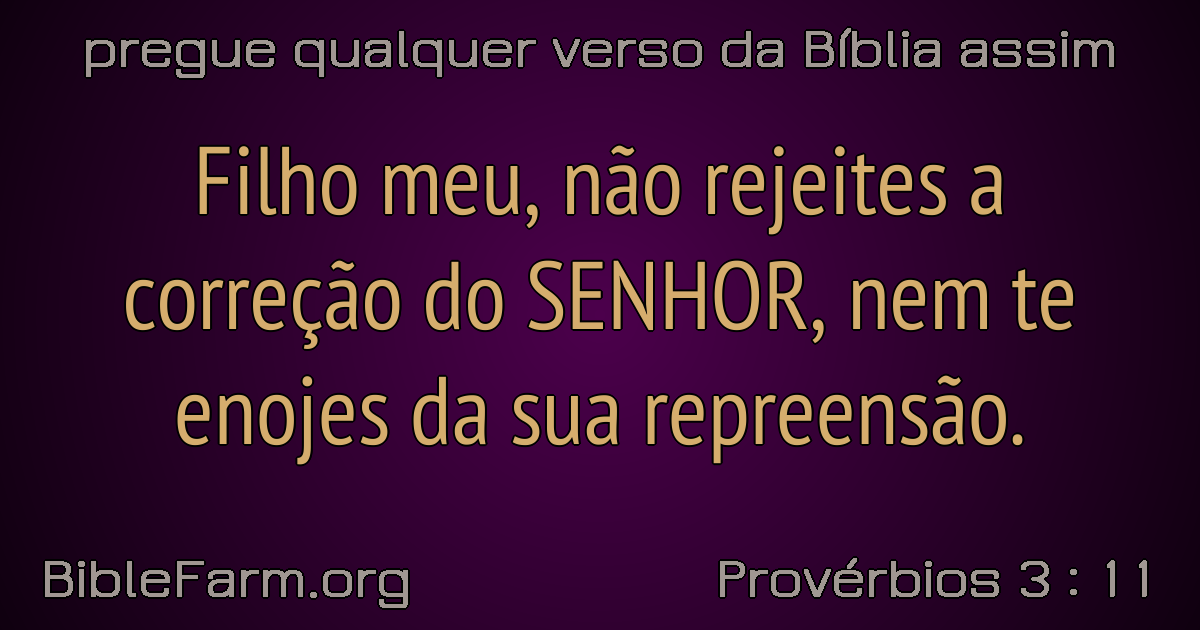 pregue qualquer verso da Bíblia assim
Filho meu, não rejeites a
correção do SENHOR, nem te
enojes da sua repreensão.
BibleFarm.org
Provérbios 3 : 11